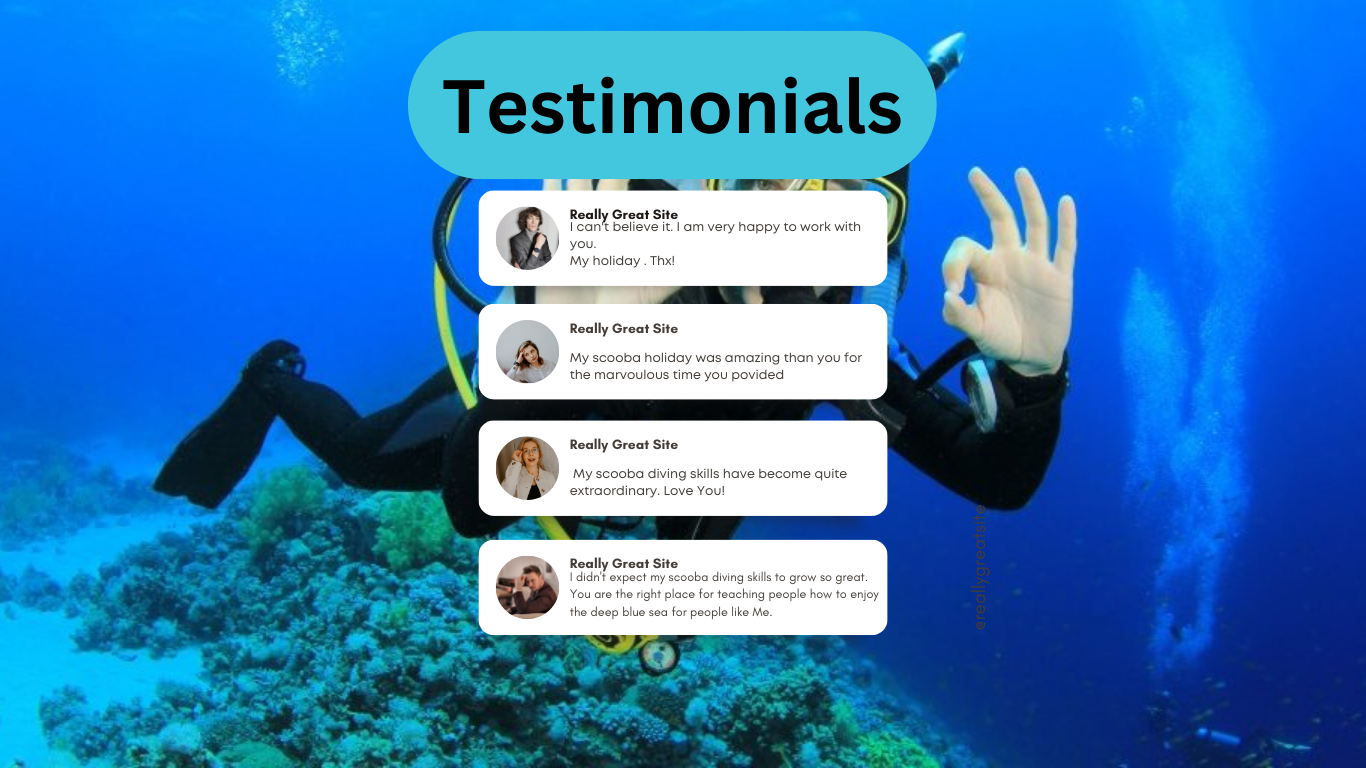 Testimonials
Really Great Site
I can't believe it. I am very happy to work with
you.
My holiday . Thx!
Really Great Site
My scooba holiday was amazing than you for
the marvoulous time you povided
Really Great Site
My scooba diving skills have become quite
extraordinary. Love You!
Really Great Site
I didn't expect my scooba diving skills to grow so great.
You are the right place for teaching people how to enjoy
the deep blue sea for people like Me.
@reallygreatsite